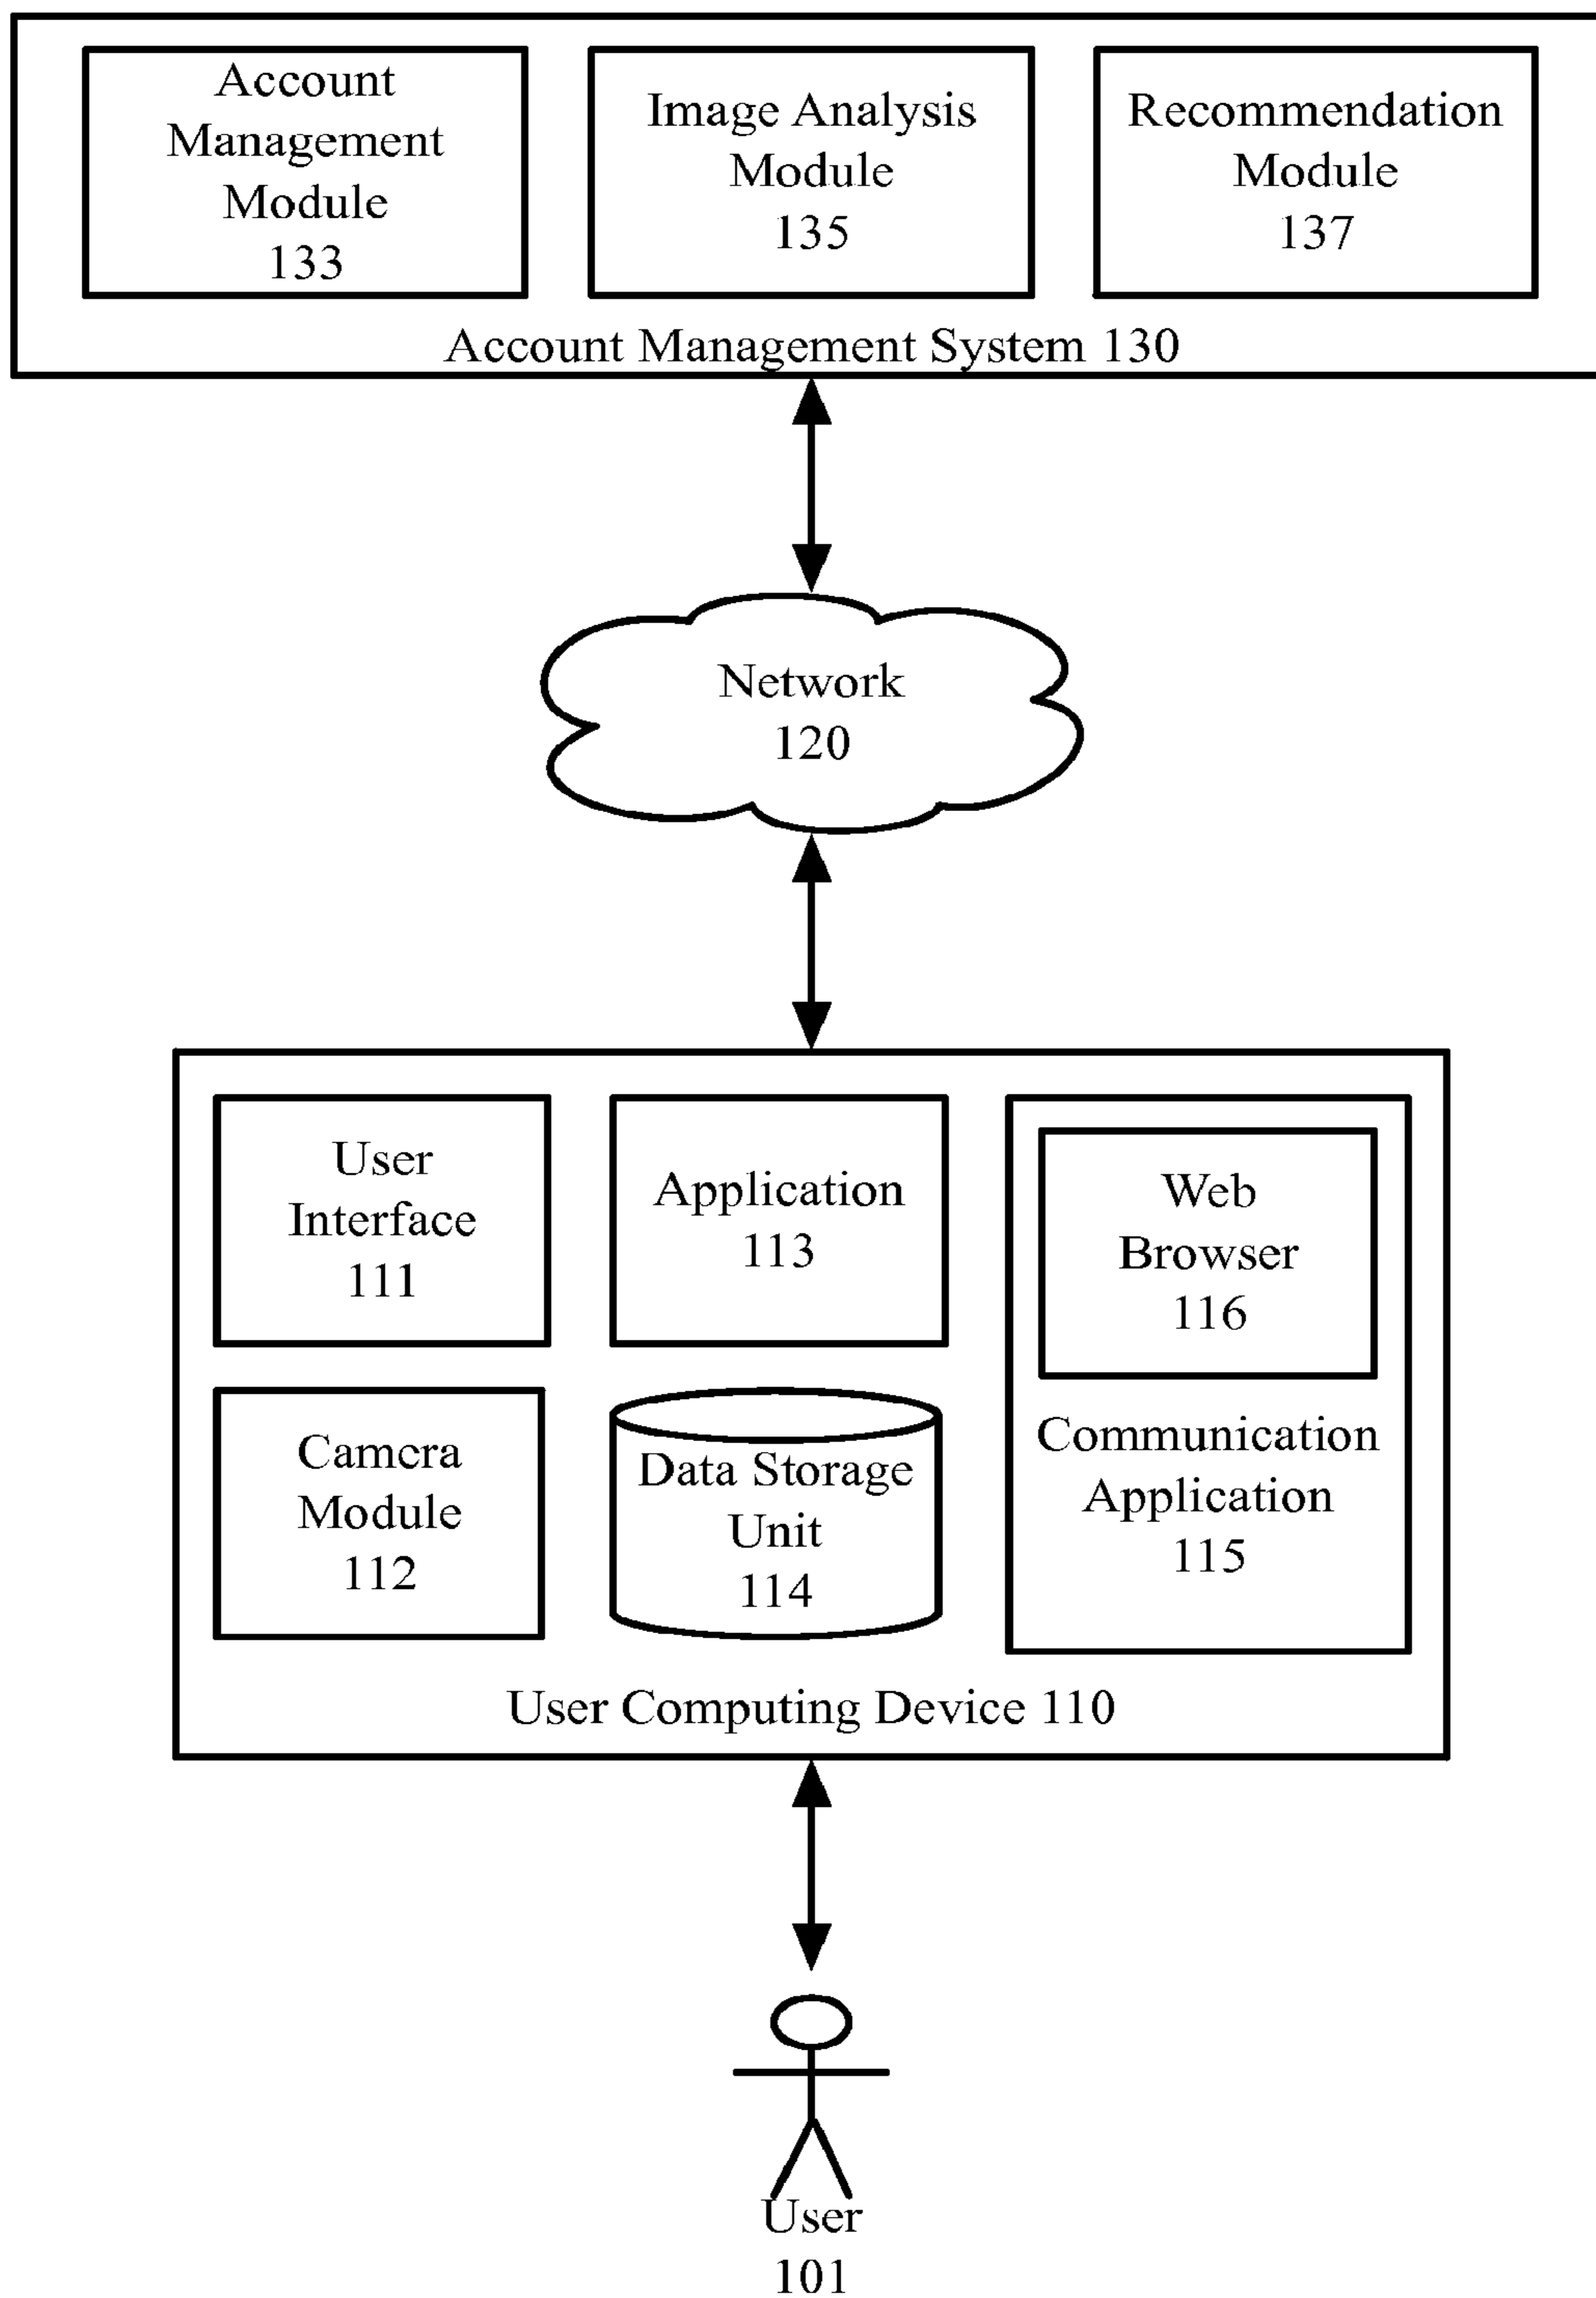 Account
Management
Module
133
Image Analysis
Module
135
Recommendation
Module
137
Account Management System 130
Network
120
User
Interface
111
Application
113
Web
Browser
116
Camera
Module
112
Data Storage
Unit
114
Communication
Application
115
User Computing Device 110
User
101